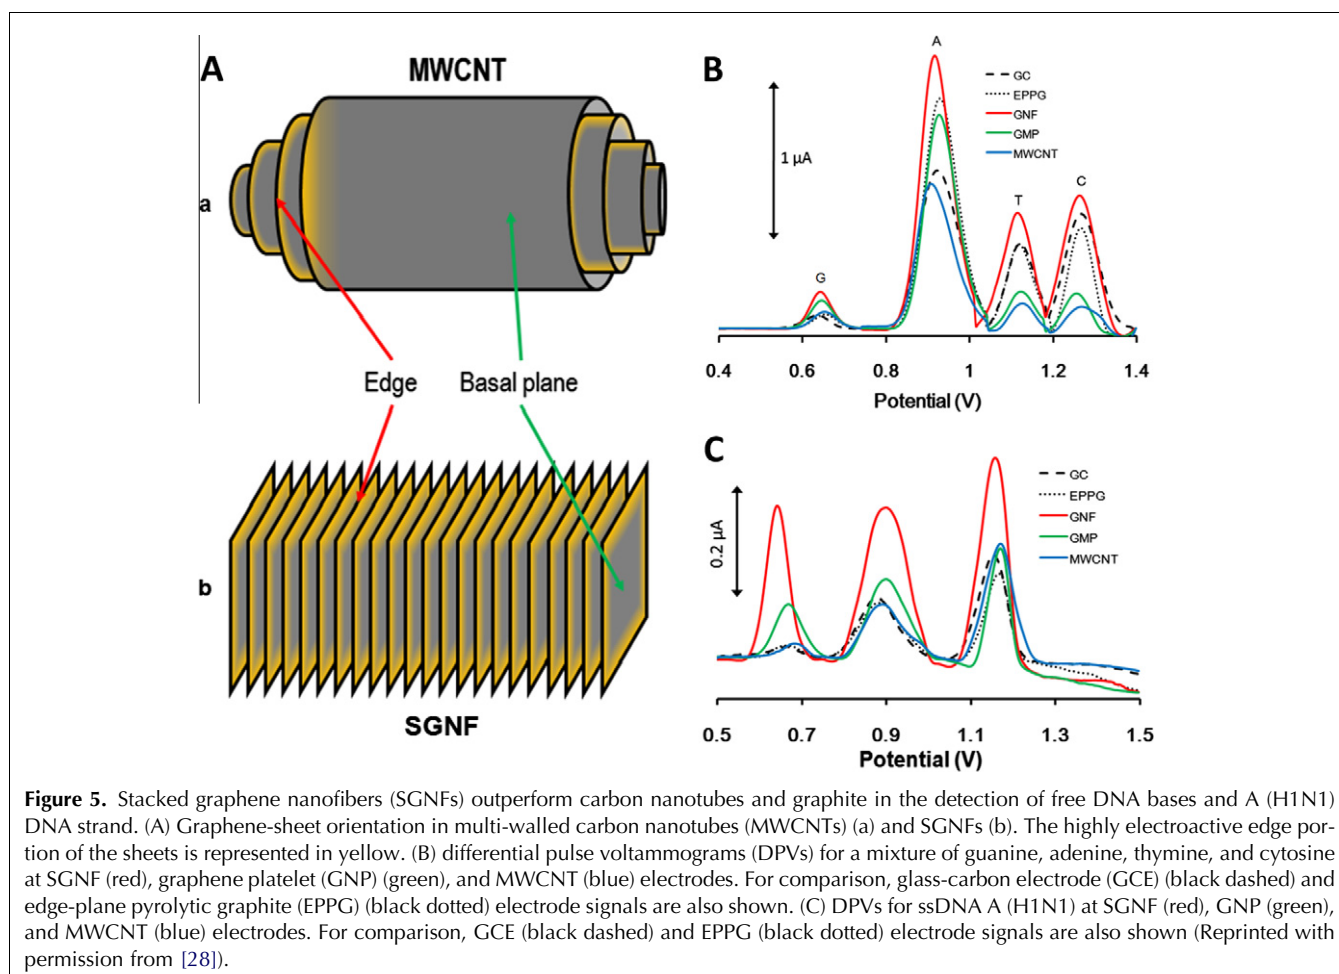 A
MWCNT
a
Edge
Basal plane
b
SGNF
B
1 µA
A
G
T
C
GC
EPPG
GNF
GMP
MWCNT
0.4
0.6
0.8
1
1.2
1.4
Potential (V)
C
0.2 µA
GC
EPPG
GNF
GMP
MWCNT
0.5
0.7
0.9
1.1
1.3
1.5
Potential (V)
Figure 5. Stacked graphene nanofibers (SGNFs) outperform carbon nanotubes and graphite in the detection of free DNA bases and A (H1N1)
DNA strand. (A) Graphene-sheet orientation in multi-walled carbon nanotubes (MWCNTs) (a) and SGNFs (b). The highly electroactive edge por-
tion of the sheets is represented in yellow. (B) differential pulse voltammograms (DPVs) for a mixture of guanine, adenine, thymine, and cytosine
at SGNF (red), graphene platelet (GNP) (green), and MWCNT (blue) electrodes. For comparison, glass-carbon electrode (GCE) (black dashed) and
edge-plane pyrolytic graphite (EPPG) (black dotted) electrode signals are also shown. (C) DPVs for ssDNA A (H1N1) at SGNF (red), GNP (green),
and MWCNT (blue) electrodes. For comparison, GCE (black dashed) and EPPG (black dotted) electrode signals are also shown (Reprinted with
permission from [28]).